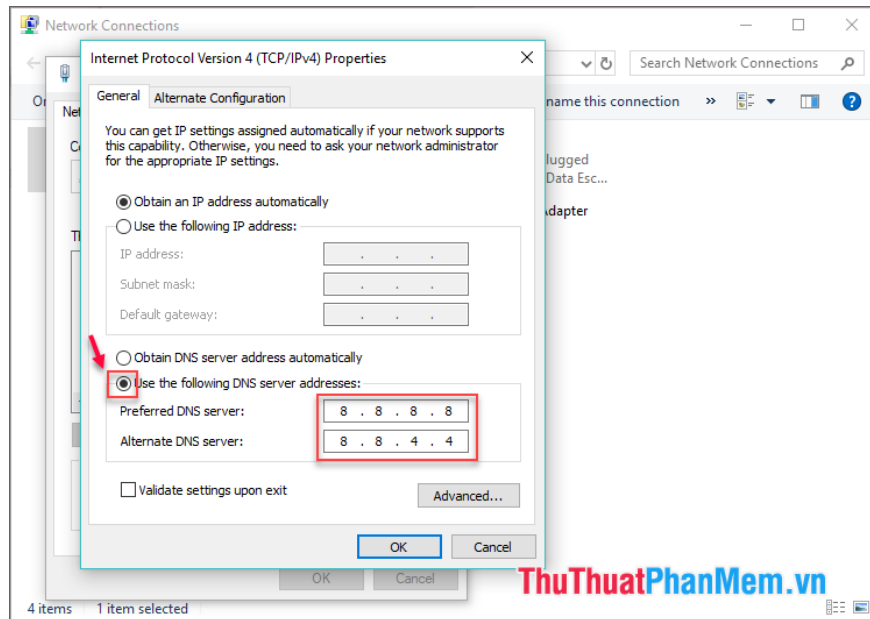 Network Connections
Search Network Connections
Internet Protocol Version 4 (TCP/IPv4) Properties
name this connection
»
General
Alternate Configuration
You can get IP settings assigned automatically if your network supports
this capability. Otherwise, you need to ask your network administrator
for the appropriate IP settings.
Obtain an IP address automatically
Use the following IP address:
IP address:
. . .
Subnet mask:
. . .
Default gateway:
. . .
Obtain DNS server address automatically
Use the following DNS server addresses:
Preferred DNS server:
8 . 8 . 8 . 8
Alternate DNS server:
8 . 8 . 4 . 4
Validate settings upon exit
Advanced...
OK
Cancel
OK
Cancel
lugged
Data Esc...
dapter
ThuThuatPhanMem.vn
4 items
1 item selected